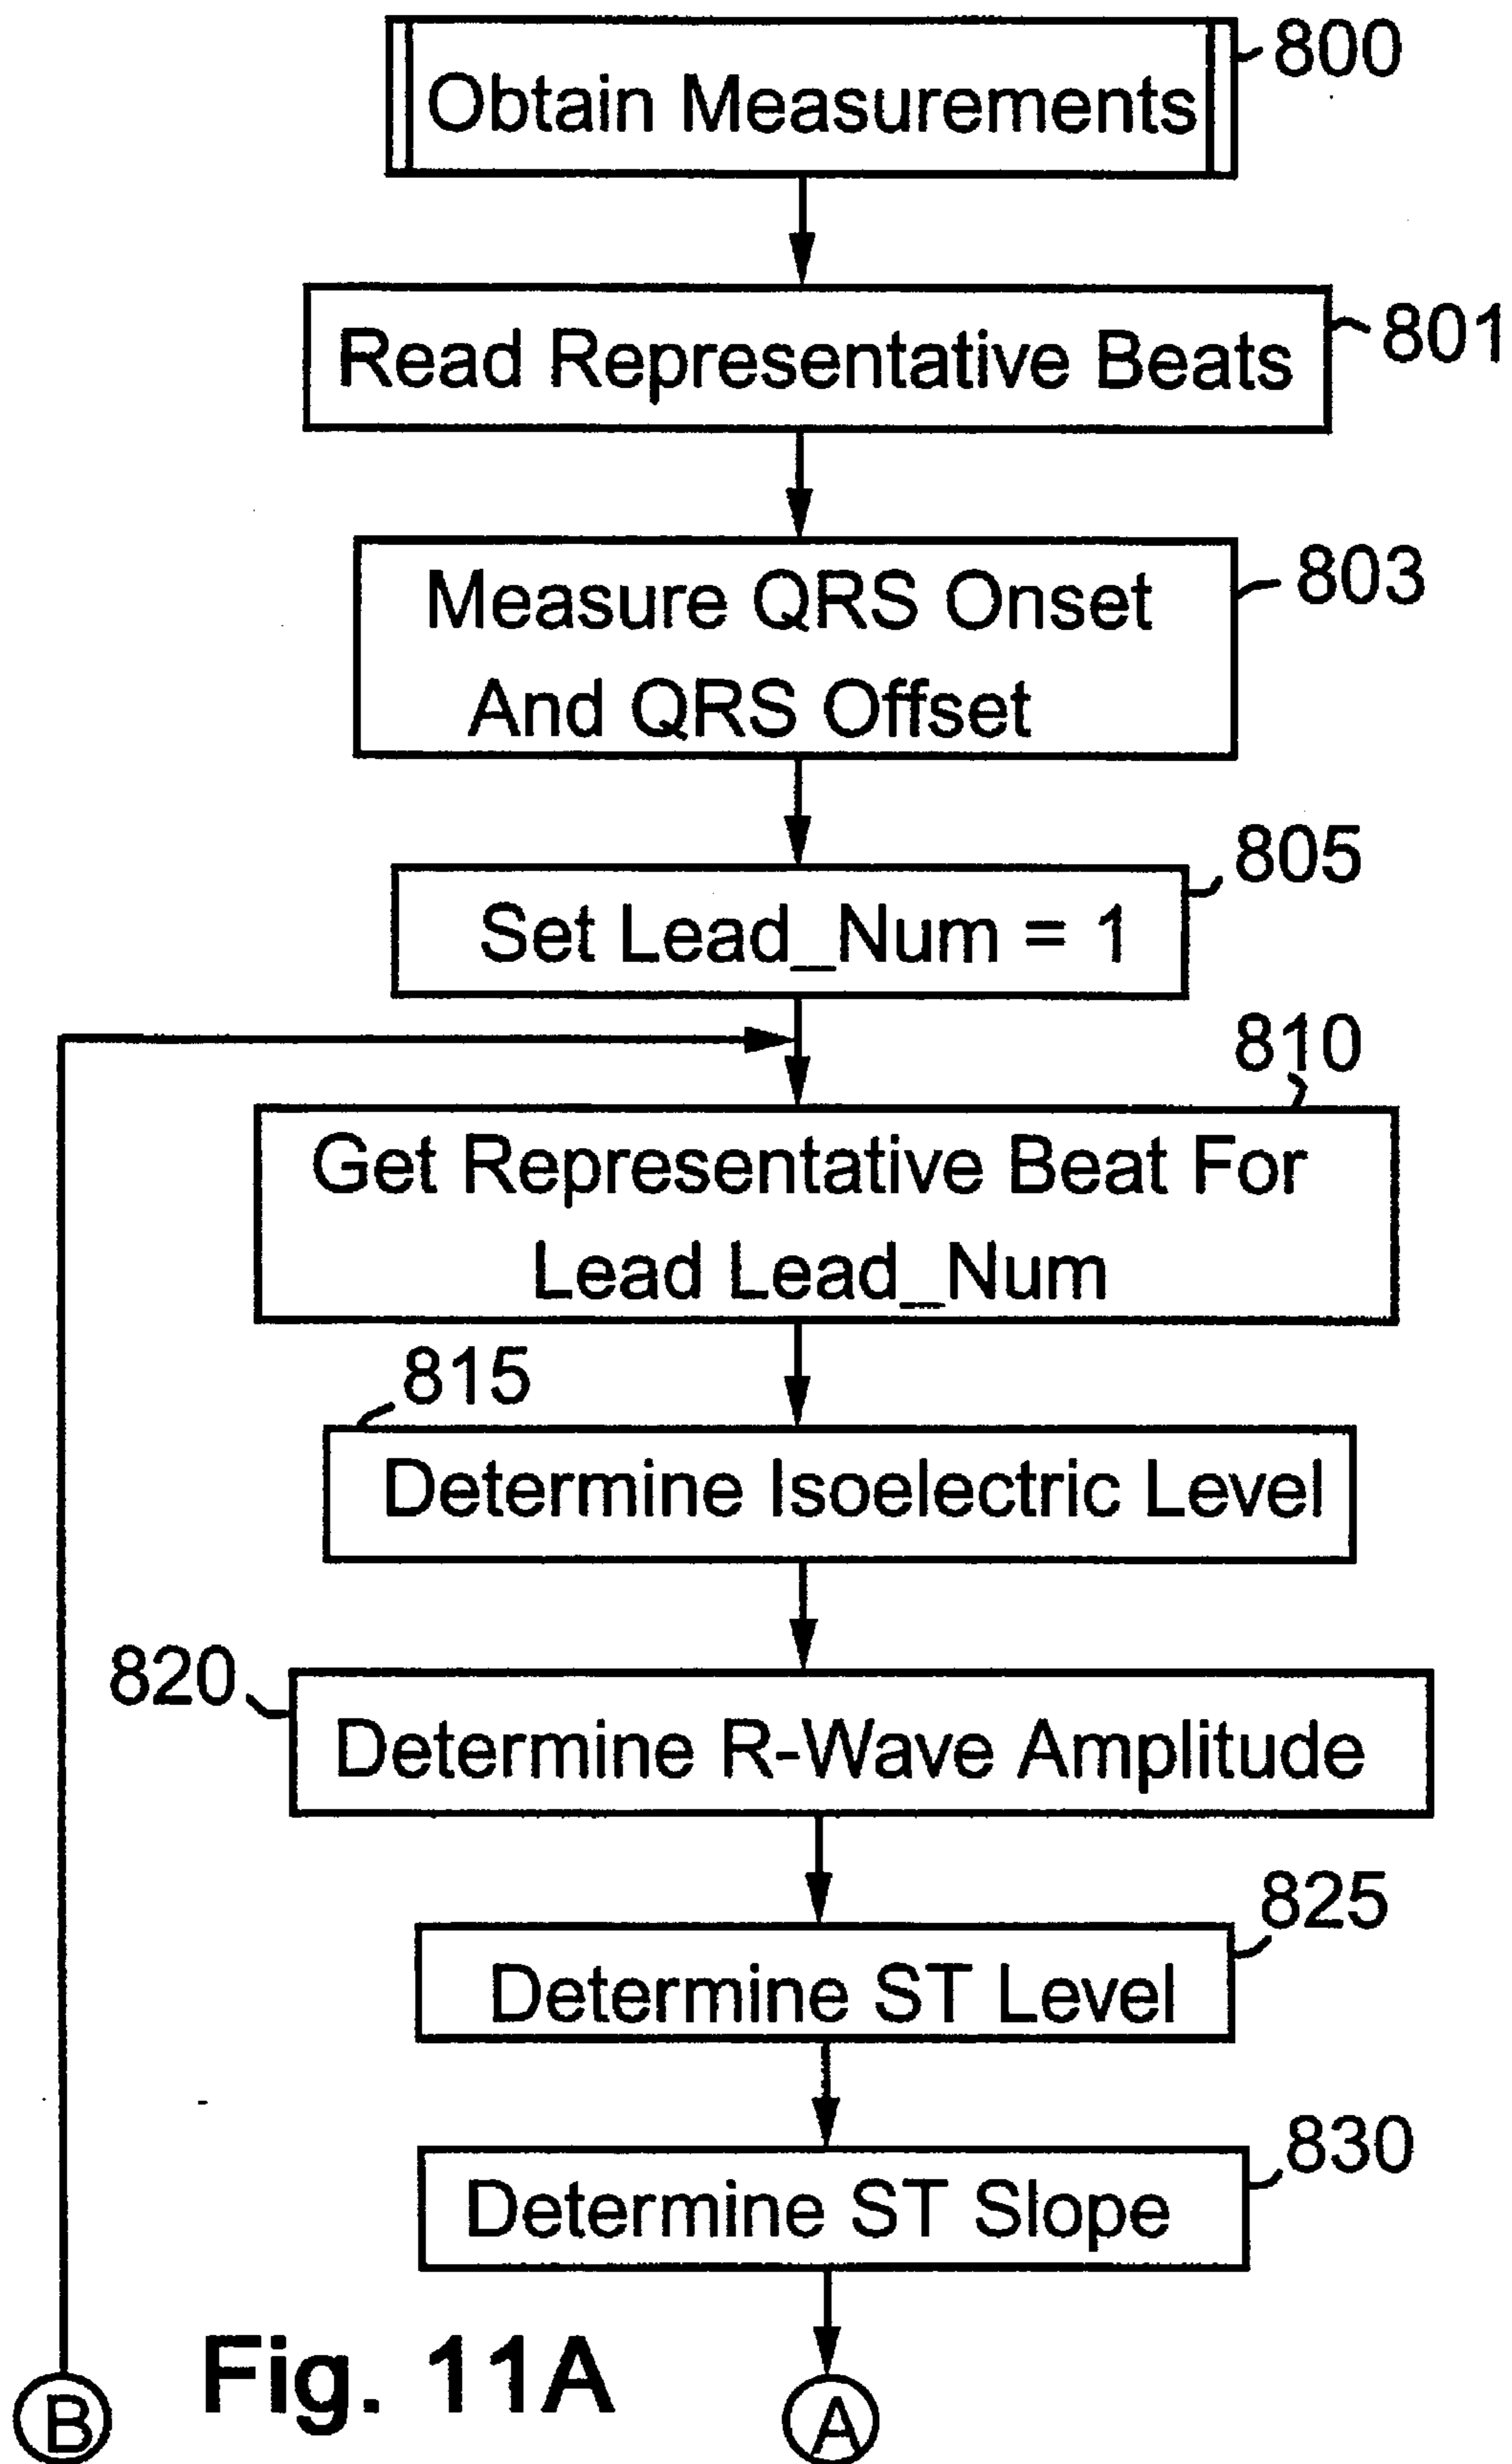 Obtain Measurements
800
Read Representative Beats
801
Measure QRS Onset
And QRS Offset
803
805
Set Lead_Num = 1
810
Get Representative Beat For
Lead Lead_Num
815
Determine Isoelectric Level
820
Determine R-Wave Amplitude
825
Determine ST Level
830
Determine ST Slope
B
Fig. 11A
A